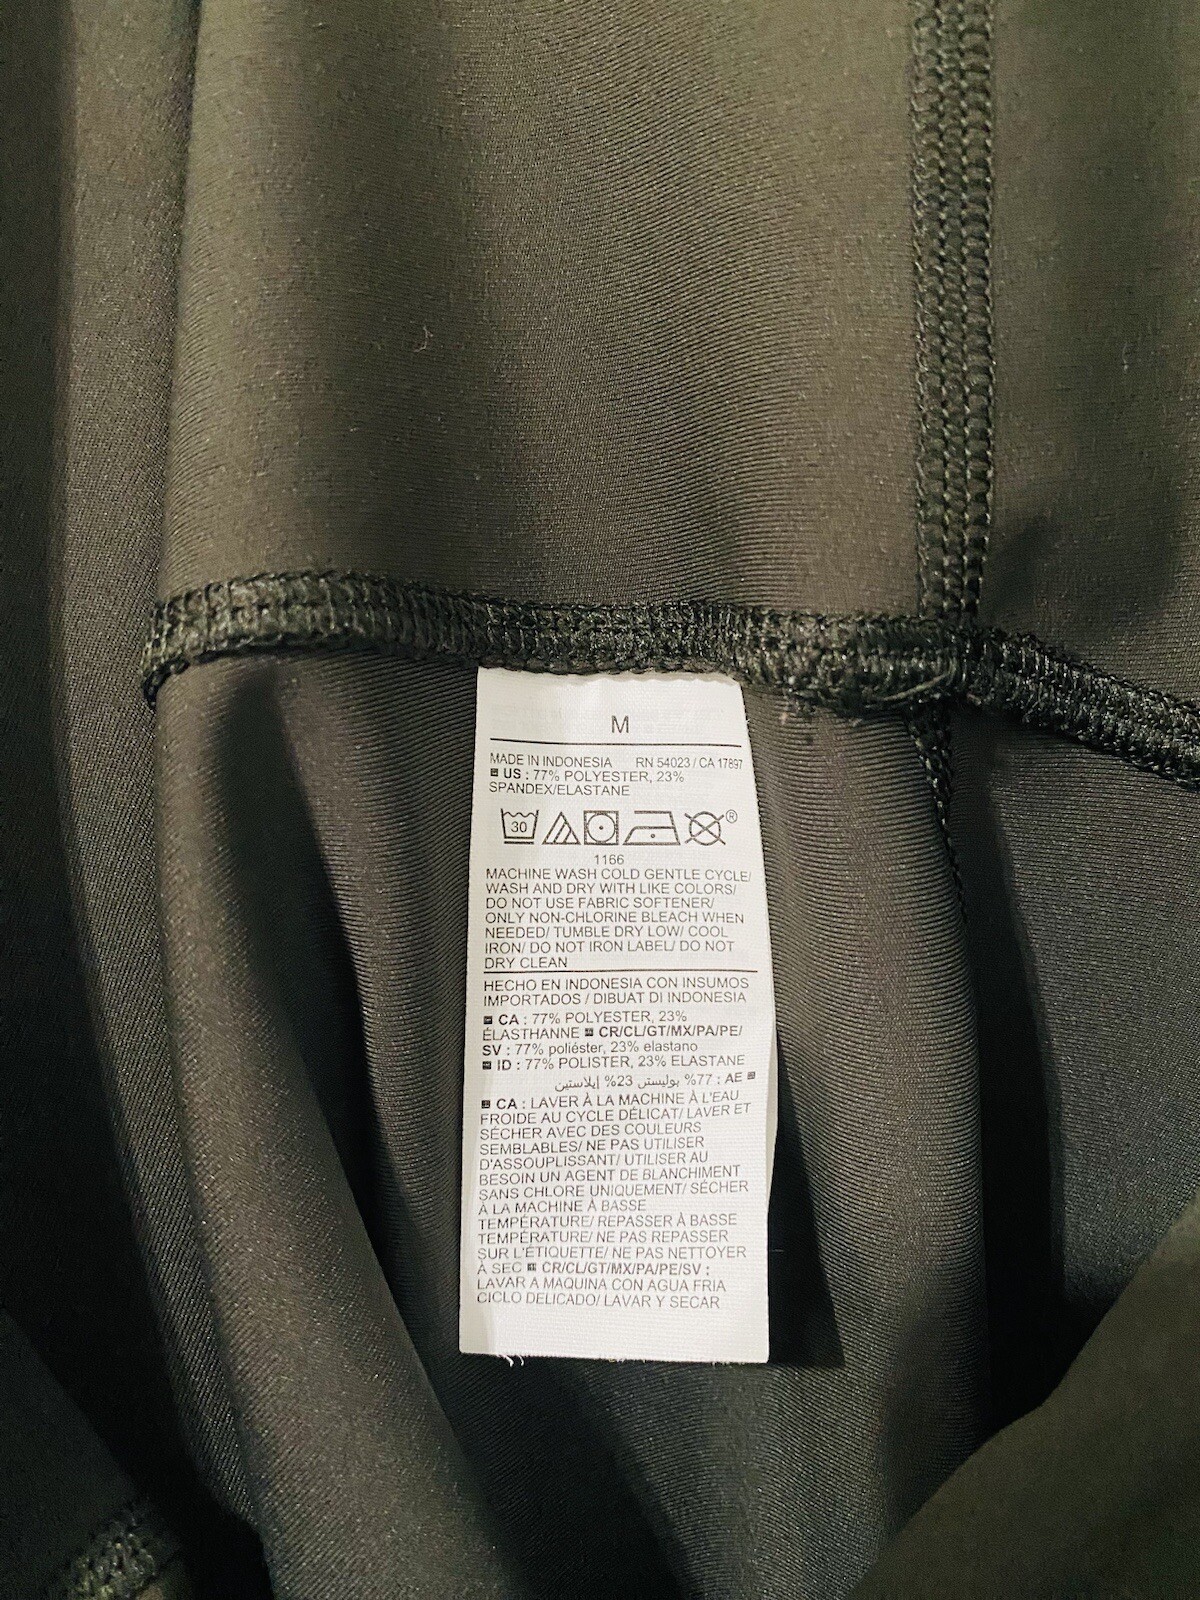 M
MADE IN INDONESIA RN 54023 / CA 17897
US : 77% POLYESTER, 23%
SPANDEX/ELASTANE
30 ®
1166
MACHINE WASH COLD GENTLE CYCLE/
WASH AND DRY WITH LIKE COLORS/
DO NOT USE FABRIC SOFTENER/
ONLY NON-CHLORINE BLEACH WHEN
NEEDED/ TUMBLE DRY LOW/ COOL
IRON/ DO NOT IRON LABEL/ DO NOT
DRY CLEAN
HECHO EN INDONESIA CON INSUMOS
IMPORTADOS / DIBUAT DI INDONESIA
CA : 77% POLYESTER, 23%
ÉLASTHANNE CR/CL/GT/MX/PA/PE/
SV : 77% poliéster, 23% elastano
ID : 77% POLISTER, 23% ELASTANE
AE : 77% بوليستر 23% إيلاستين
CA : LAVER À LA MACHINE À L'EAU
FROIDE AU CYCLE DÉLICAT/ LAVER ET
SÉCHER AVEC DES COULEURS
SEMBLABLES/ NE PAS UTILISER
D'ASSOUPLISSANT/ UTILISER AU
BESOIN UN AGENT DE BLANCHIMENT
SANS CHLORE UNIQUEMENT/ SÉCHER
À LA MACHINE À BASSE
TEMPÉRATURE/ REPASSER À BASSE
TEMPÉRATURE/ NE PAS REPASSER
SUR L'ÉTIQUETTE/ NE PAS NETTOYER
À SEC CR/CL/GT/MX/PA/PE/SV :
LAVAR A MAQUINA CON AGUA FRIA
CICLO DELICADO/ LAVAR Y SECAR